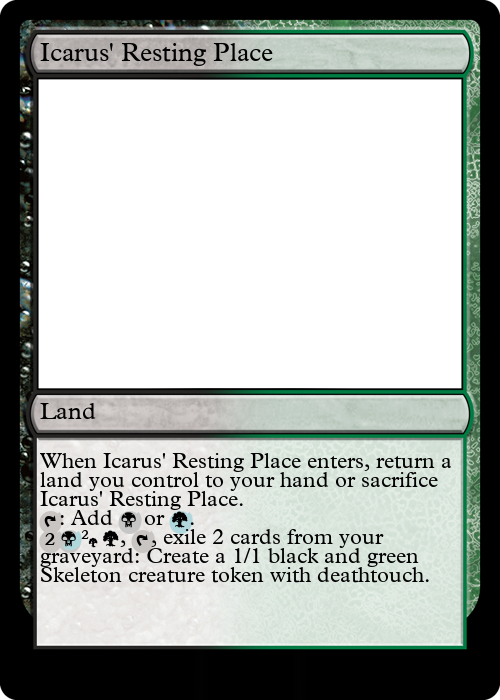 Icarus' Resting Place
Land
When Icarus' Resting Place enters, return a
land you control to your hand or sacrifice
Icarus' Resting Place.
: Add or .
2 2 , , exile 2 cards from your
graveyard: Create a 1/1 black and green
Skeleton creature token with deathtouch.